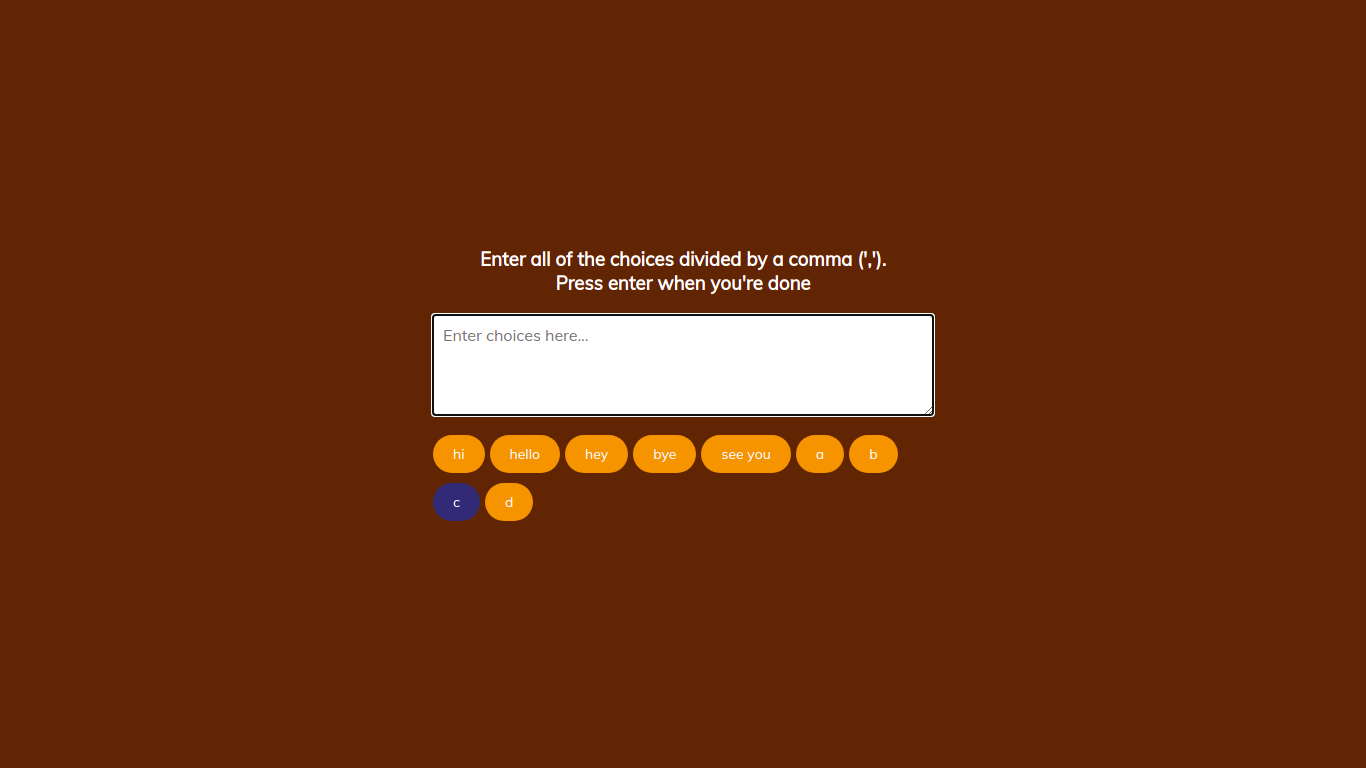 Enter all of the choices divided by a comma (',').
Press enter when you're done
Enter choices here...
hi hello hey bye see you a b
c d